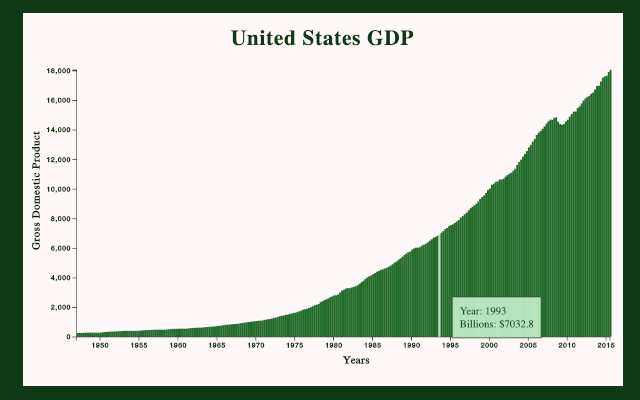 United States GDP
Gross Domestic Product
18,000
16,000
14,000
12,000
10,000
8,000
6,000
4,000
2,000
0
1950 1955 1960 1965 1970 1975 1980 1985 1990 1995 2000 2005 2010 2015
Year: 1993
Billions: $7032.8
Years